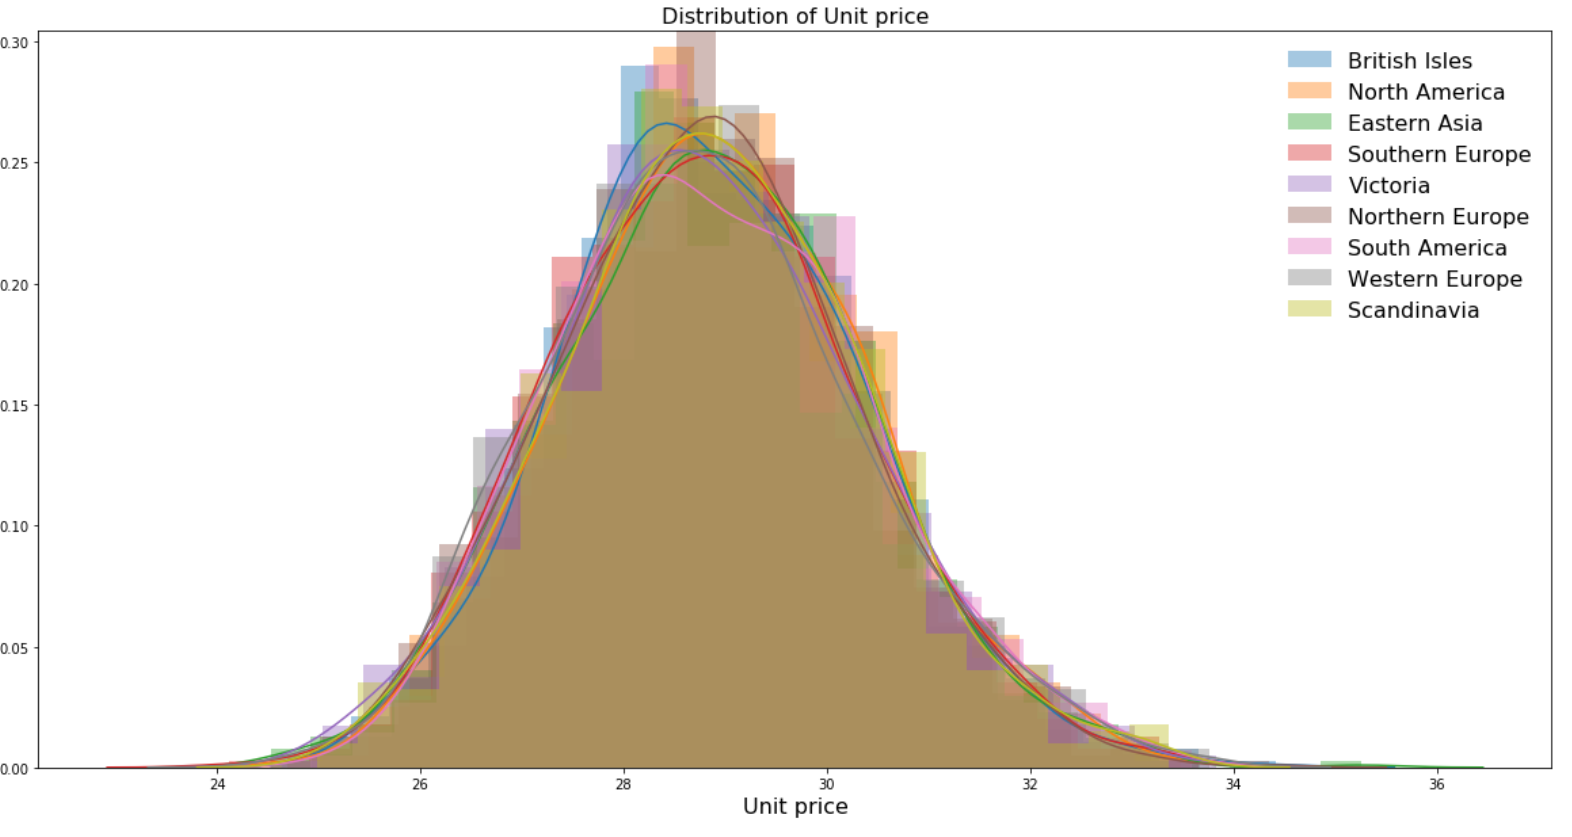 Distribution of Unit price
0.30
0.25
0.20
0.15
0.10
0.05
0.00
24 26 28 30 32 34 36
Unit price
British Isles
North America
Eastern Asia
Southern Europe
Victoria
Northern Europe
South America
Western Europe
Scandinavia